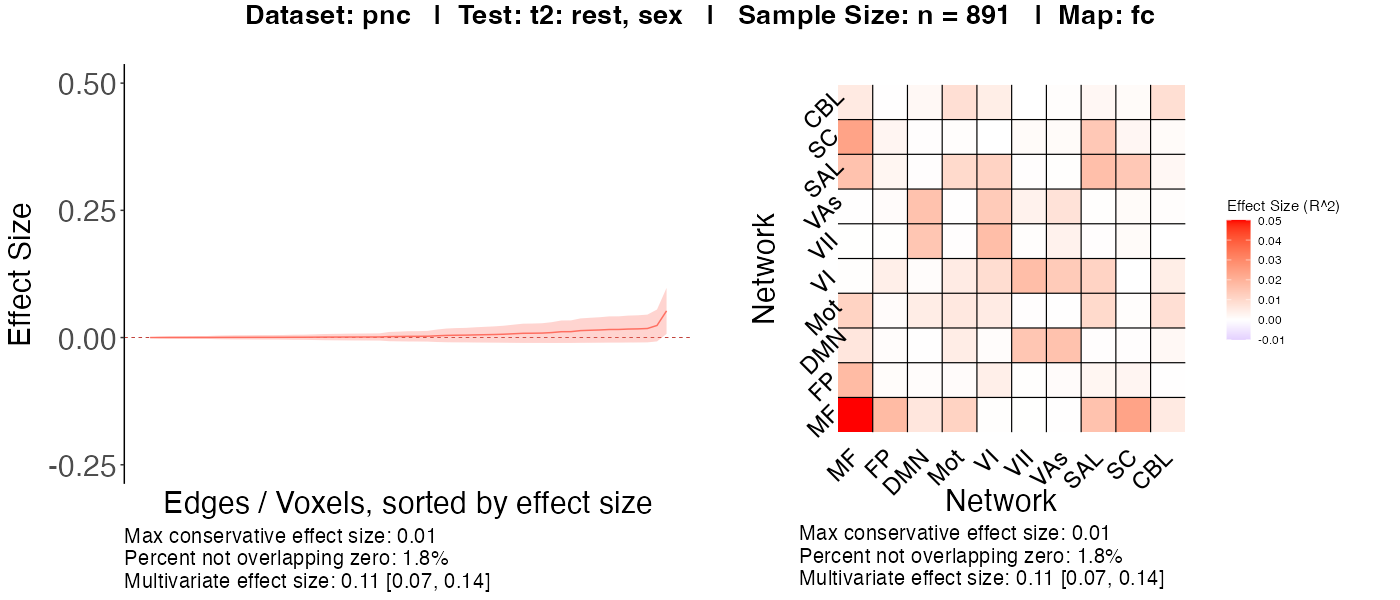 Dataset: pnc | Test: t2: rest, sex | Sample Size: n = 891 | Map: fc
Effect Size
0.50
0.25
0.00
-0.25
Edges / Voxels, sorted by effect size
Max conservative effect size: 0.01
Percent not overlapping zero: 1.8%
Multivariate effect size: 0.11 [0.07, 0.14]
Network
CBL
SC
SAL
VAs
VII
VI
Mot
DMN
FP
MF
MF FP DMN Mot VI VII VAs SAL SC CBL
Network
Max conservative effect size: 0.01
Percent not overlapping zero: 1.8%
Multivariate effect size: 0.11 [0.07, 0.14]
Effect Size (R^2)
0.05
0.04
0.03
0.02
0.01
0.00
-0.01